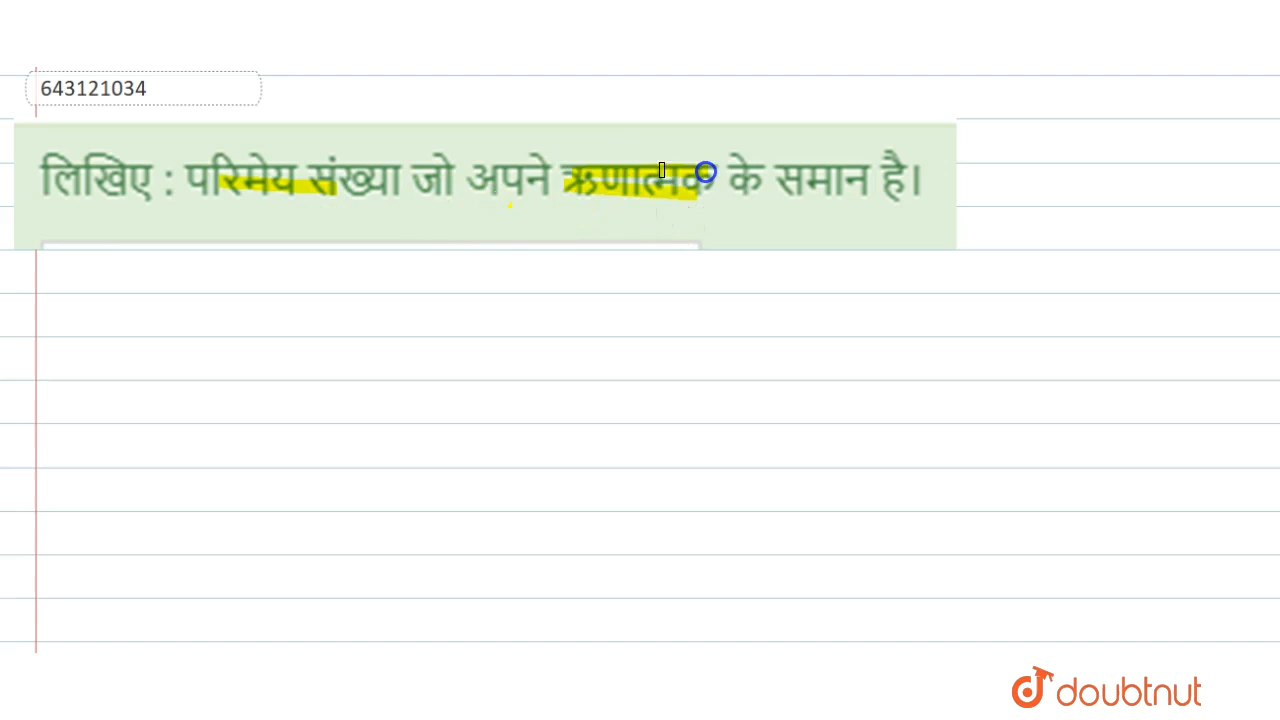 643121034
लिखिए : परिमेय संख्या जो अपने ऋणात्मक के समान है।
doubtnut